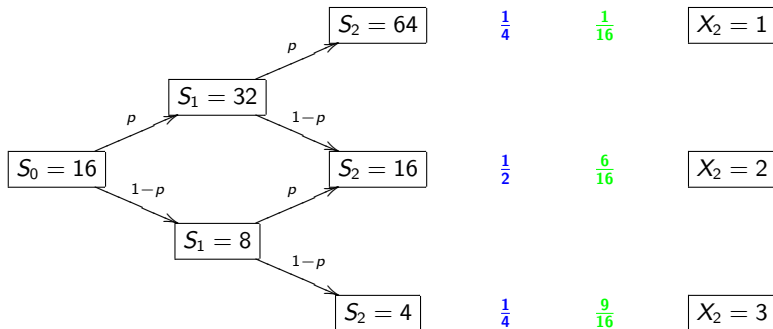 S₂ = 64 1/4 1/16 X₂ = 1
p
S₁ = 32
p 1−p
S₀ = 16 S₂ = 16 1/2 6/16 X₂ = 2
1−p p
S₁ = 8
1−p
S₂ = 4 1/4 9/16 X₂ = 3